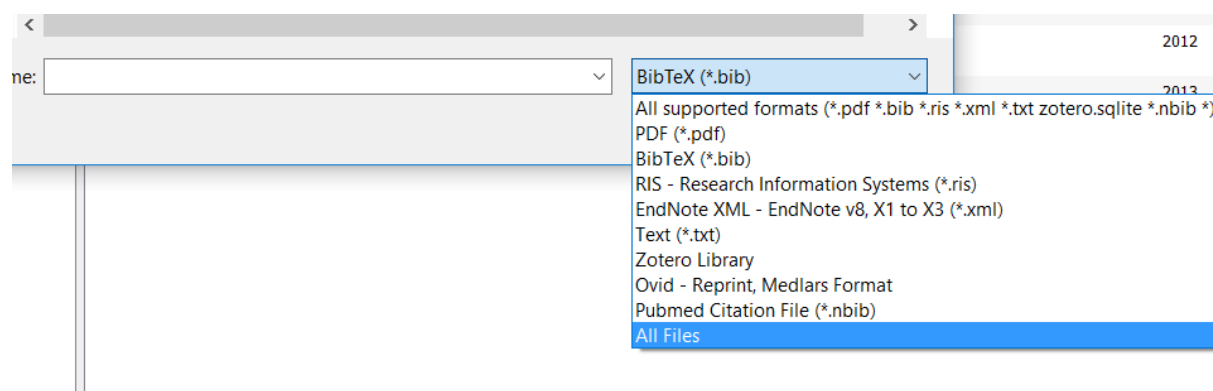 2012
me:
BibTeX (*.bib)
2013
All supported formats (*.pdf *.bib *.ris *.xml *.txt zotero.sqlite *.nbib *)
PDF (*.pdf)
BibTeX (*.bib)
RIS - Research Information Systems (*.ris)
EndNote XML - EndNote v8, X1 to X3 (*.xml)
Text (*.txt)
Zotero Library
Ovid - Reprint, Medlars Format
Pubmed Citation File (*.nbib)
All Files